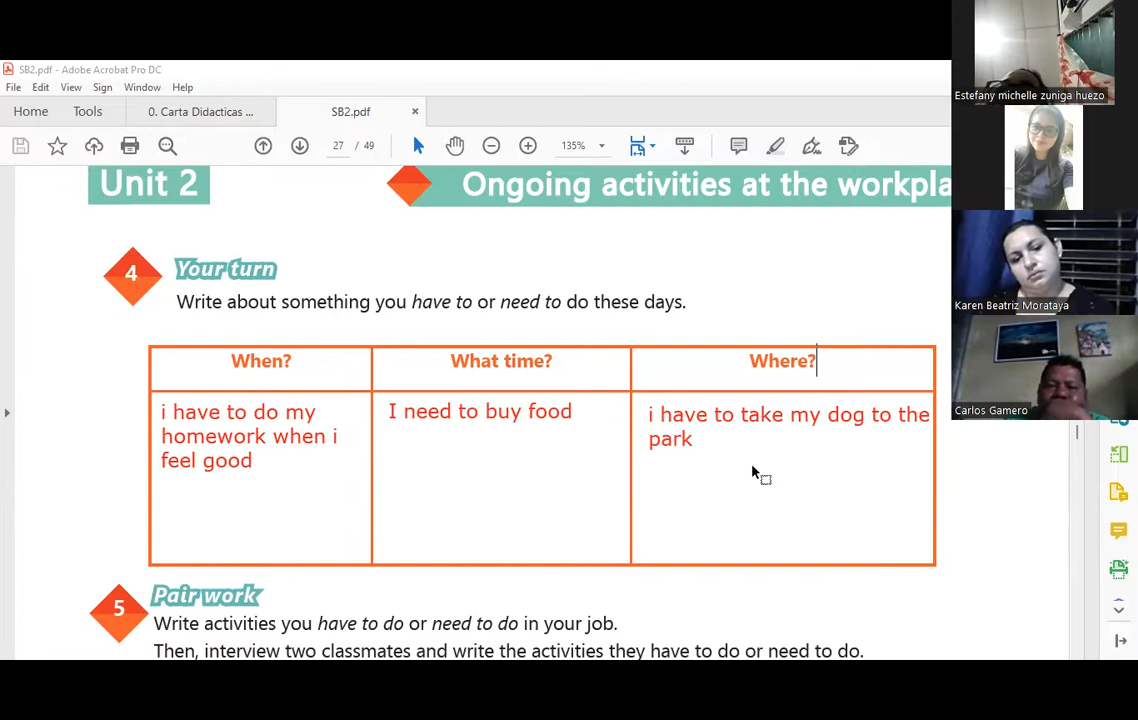 SB2.pdf - Adobe Acrobat Pro DC
File Edit View Sign Window Help
Home Tools 0. Carta Didacticas ... SB2.pdf ×
27 / 49 135%
Unit 2 Ongoing activities at the workpla
4 Your turn
Write about something you have to or need to do these days.
When? What time? Where?
i have to do my
homework when i
feel good
I need to buy food
i have to take my dog to the
park
5 Pair work
Write activities you have to do or need to do in your job.
Then, interview two classmates and write the activities they have to do or need to do.
Estefany michelle zuniga huezo
Karen Beatriz Morataya
Carlos Gamero